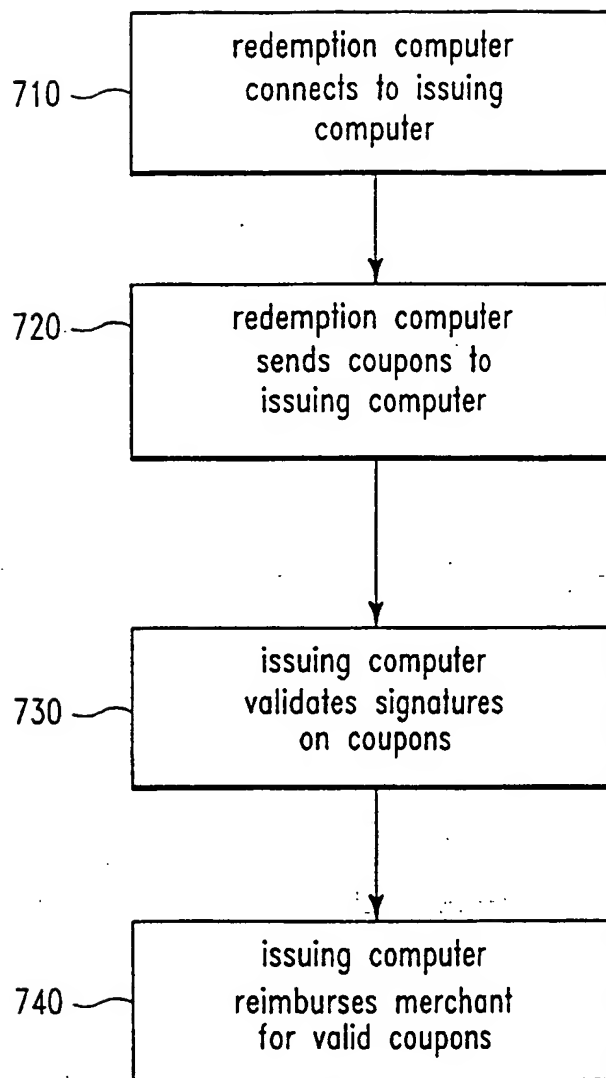 710
redemption computer
connects to issuing
computer
720
redemption computer
sends coupons to
issuing computer
730
issuing computer
validates signatures
on coupons
740
issuing computer
reimburses merchant
for valid coupons